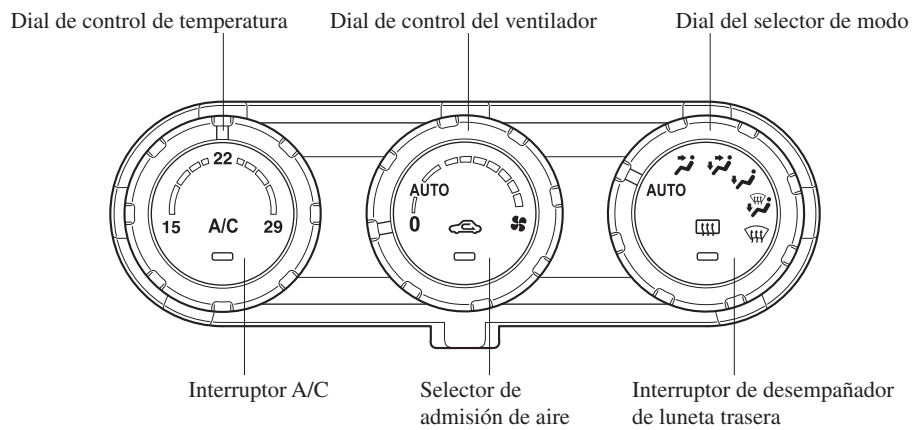 Dial de control de temperatura
Dial de control del ventilador
Dial del selector de modo
22
15
A/C
29
AUTO
0
AUTO
Interruptor A/C
Selector de
admisión de aire
Interruptor de desempañador
de luneta trasera